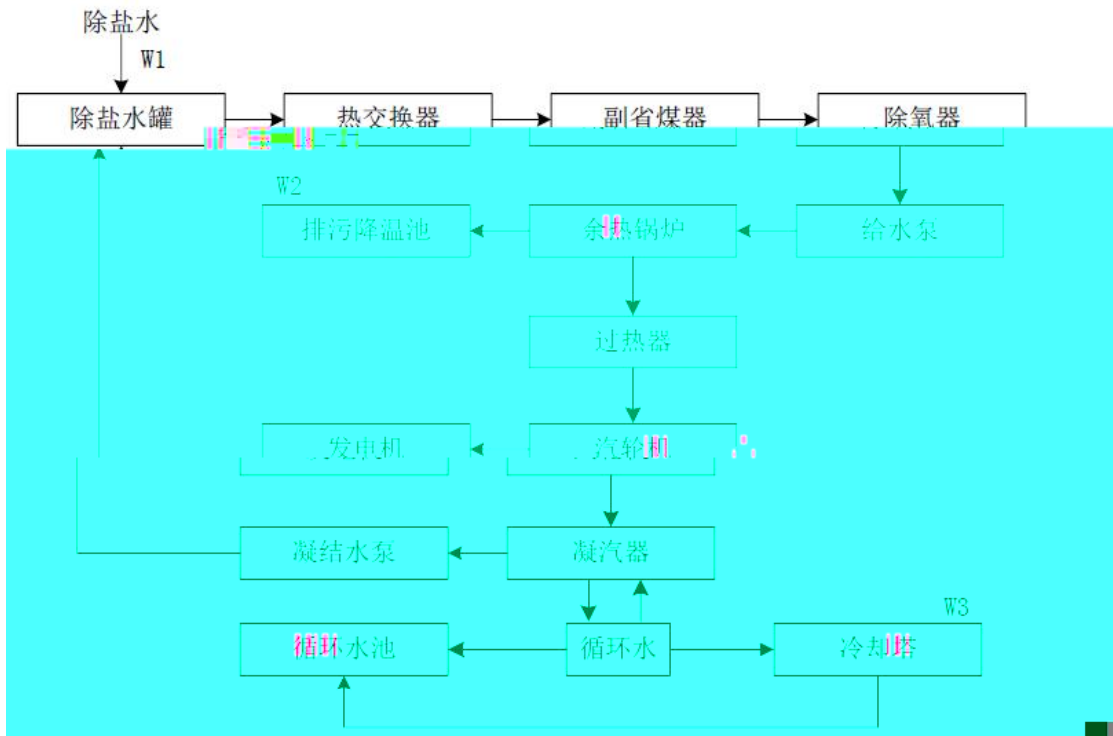 除盐水
W1
除盐水罐 热交换器 副省煤器 除氧器
W2
排污降温池 余热锅炉 给水泵
过热器
发电机 汽轮机
凝结水泵 凝汽器
W3
循环水池 循环水 冷却塔